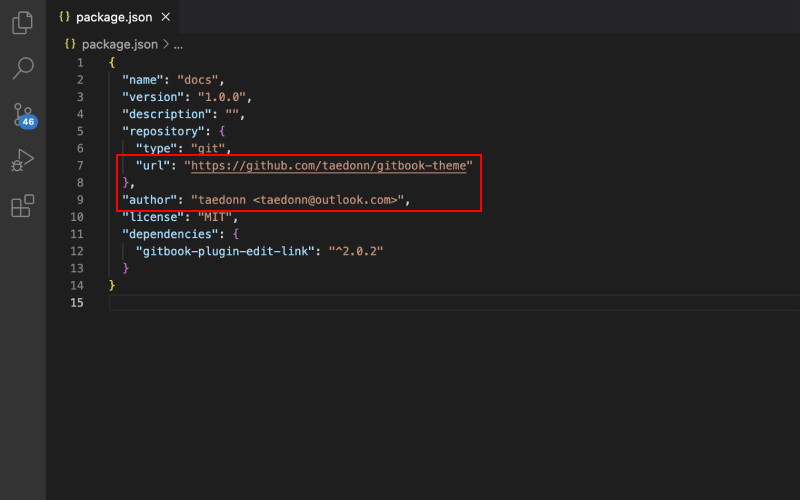 {} package.json ×
{} package.json > ...
1 {
2 "name": "docs",
3 "version": "1.0.0",
4 "description": "",
5 "repository": {
6 "type": "git",
7 "url": "https://github.com/taedonn/gitbook-theme"
8 },
9 "author": "taedonn <taedonn@outlook.com>",
10 "license": "MIT",
11 "dependencies": {
12 "gitbook-plugin-edit-link": "^2.0.2"
13 }
14 }
15
46